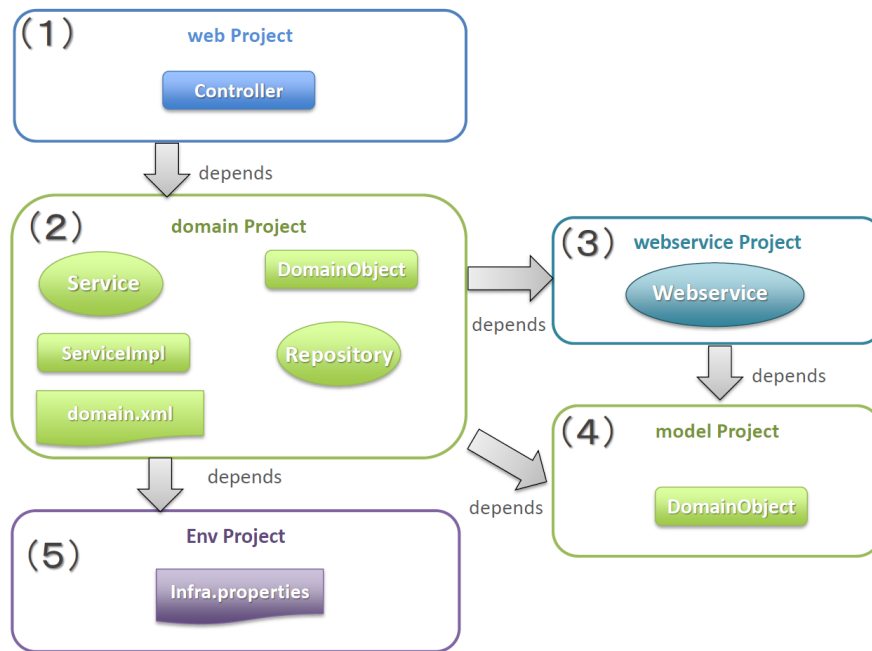 (1)
web Project
Controller
depends
(2)
domain Project
Service
DomainObject
ServiceImpl
Repository
domain.xml
depends
(3)
webservice Project
Webservice
depends
depends
(4)
model Project
DomainObject
depends
(5)
Env Project
Infra.properties